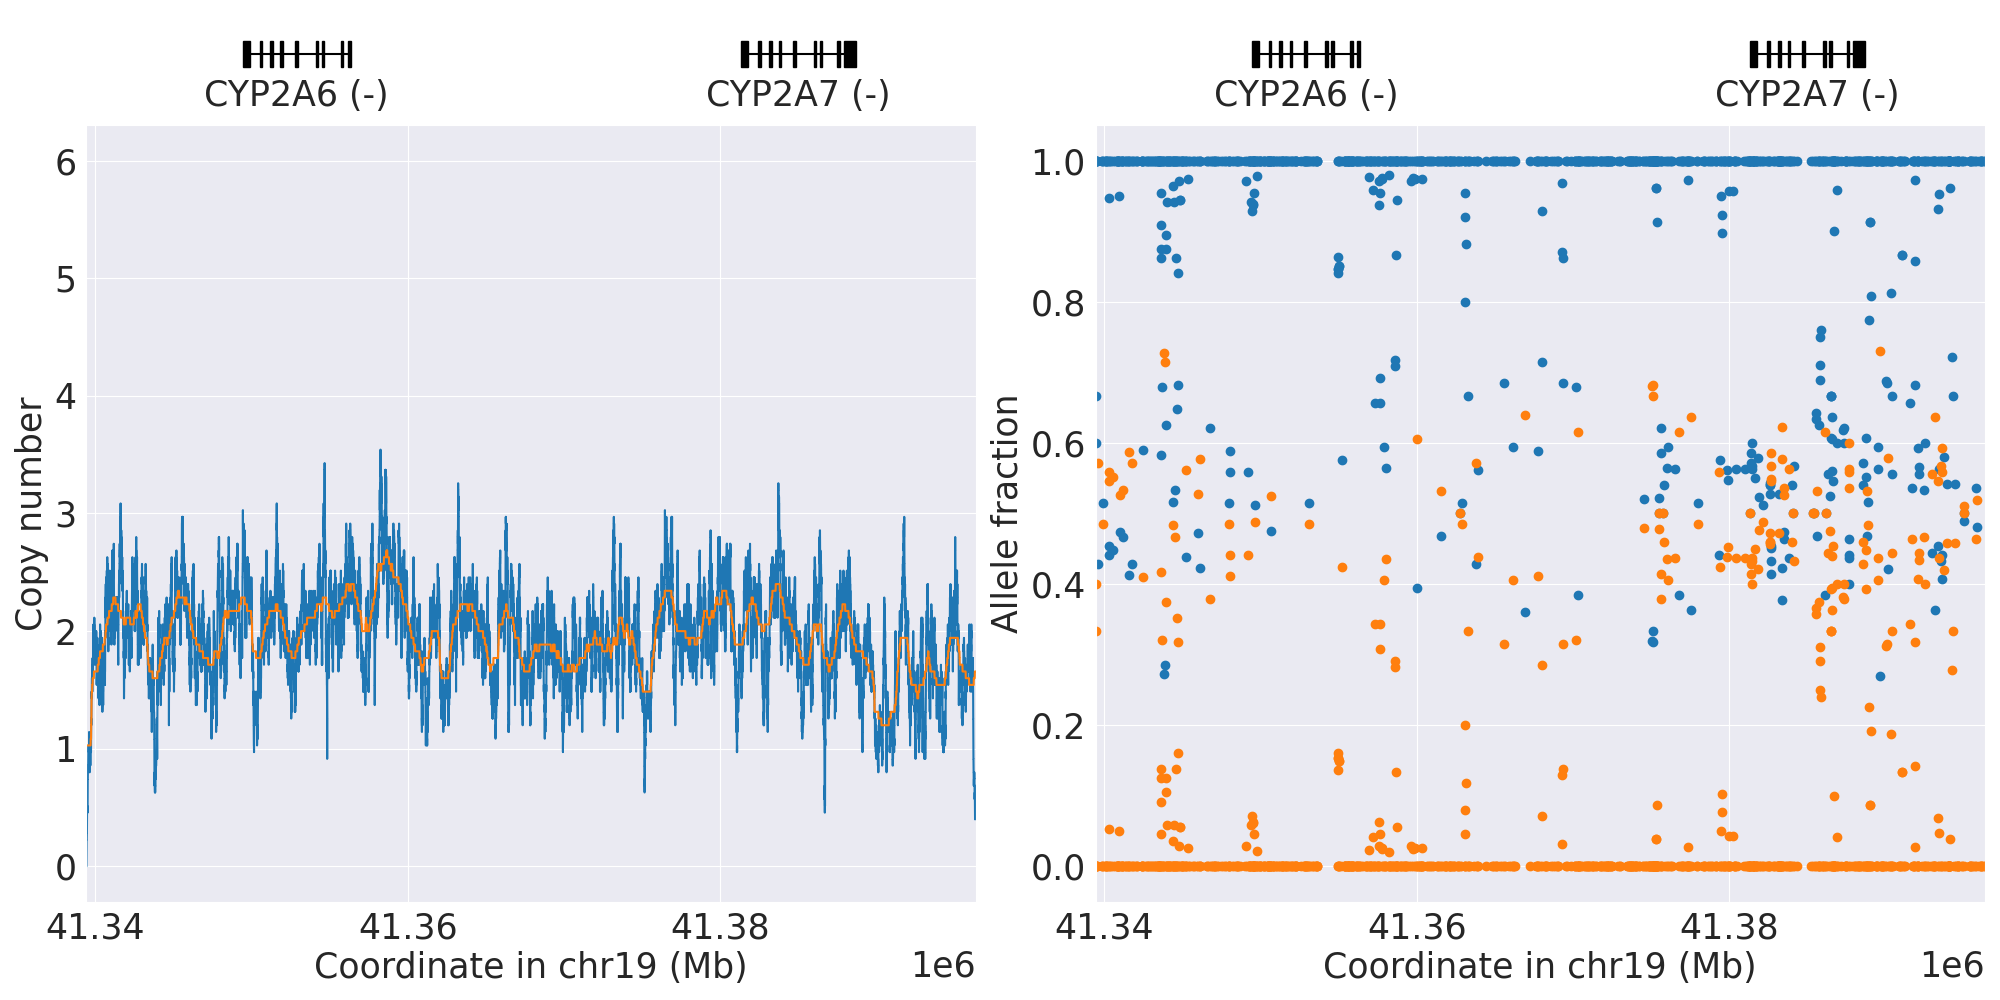 CYP2A6 (-)
CYP2A7 (-)
6
5
4
3
2
1
0
Copy number
41.34
41.36
41.38
Coordinate in chr19 (Mb)
1e6
CYP2A6 (-)
CYP2A7 (-)
1.0
0.8
0.6
0.4
0.2
0.0
Allele fraction
41.34
41.36
41.38
Coordinate in chr19 (Mb)
1e6